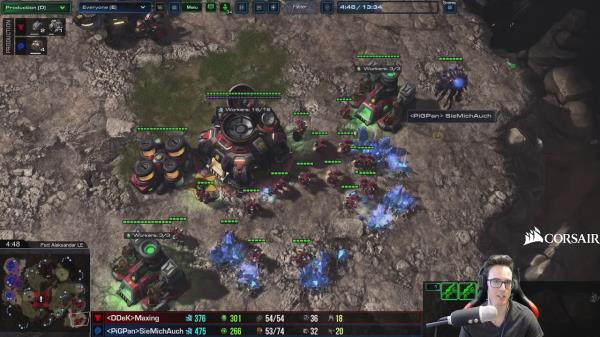 Production (D)
Everyone (E)
Menu
4:48 / 13:34
PRODUCTION
4
Workers: 3/3
Workers: 16/16
<PiGPan> SieMichAuch
Workers: 3/3
CORSAIR
4:48
Port Aleksander LE
<DDeK>Maxing 376 301 54/54 36 18
<PiGPan>SieMichAuch 475 266 53/74 32 20